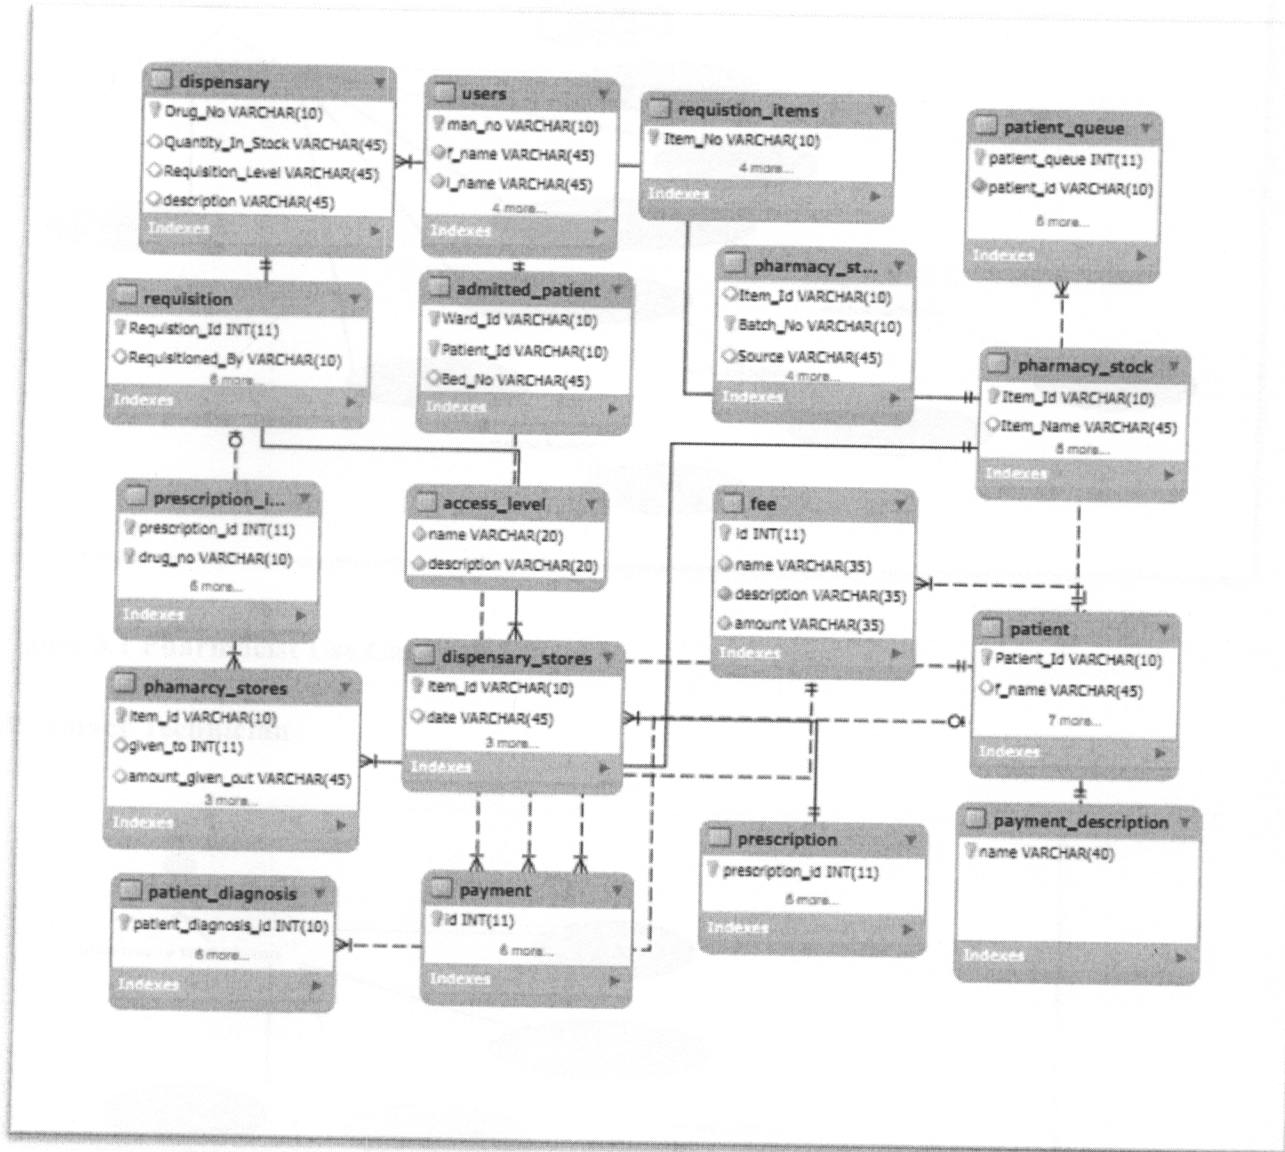 dispensary
Drug_No VARCHAR(10)
Quantity_In_Stock VARCHAR(45)
Requisition_Level VARCHAR(45)
description VARCHAR(45)
Indexes
users
man_no VARCHAR(10)
f_name VARCHAR(45)
l_name VARCHAR(45)
4 more...
Indexes
requistion_items
Item_No VARCHAR(10)
4 more...
Indexes
patient_queue
patient_queue INT(11)
patient_id VARCHAR(10)
6 more...
Indexes
requisition
Requistion_Id INT(11)
Requisitioned_By VARCHAR(10)
6 more...
Indexes
admitted_patient
Ward_Id VARCHAR(10)
Patient_Id VARCHAR(10)
Bed_No VARCHAR(45)
Indexes
pharmacy_st...
Item_Id VARCHAR(10)
Batch_No VARCHAR(10)
Source VARCHAR(45)
4 more...
Indexes
pharmacy_stock
Item_Id VARCHAR(10)
Item_Name VARCHAR(45)
6 more...
Indexes
prescription_i...
prescription_id INT(11)
drug_no VARCHAR(10)
6 more...
Indexes
access_level
name VARCHAR(20)
description VARCHAR(20)
fee
id INT(11)
name VARCHAR(35)
description VARCHAR(35)
amount VARCHAR(35)
Indexes
phamarcy_stores
item_id VARCHAR(10)
given_to INT(11)
amount_given_out VARCHAR(45)
3 more...
Indexes
dispensary_stores
item_id VARCHAR(10)
date VARCHAR(45)
3 more...
Indexes
patient
Patient_Id VARCHAR(10)
f_name VARCHAR(45)
7 more...
Indexes
patient_diagnosis
patient_diagnosis_id INT(10)
6 more...
Indexes
payment
id INT(11)
6 more...
Indexes
prescription
prescription_id INT(11)
6 more...
Indexes
payment_description
name VARCHAR(40)
Indexes